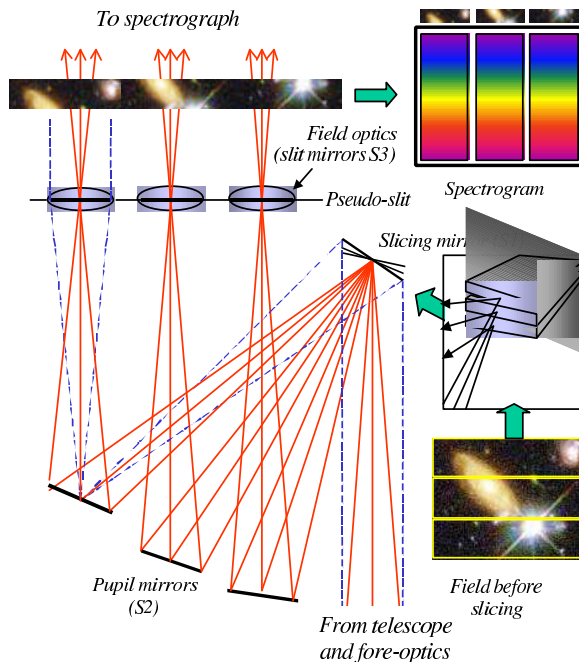 To spectrograph
Field optics
(slit mirrors S3)
Pseudo-slit
Spectrogram
Slicing mirror (S1)
Pupil mirrors
(S2)
Field before
slicing
From telescope
and fore-optics